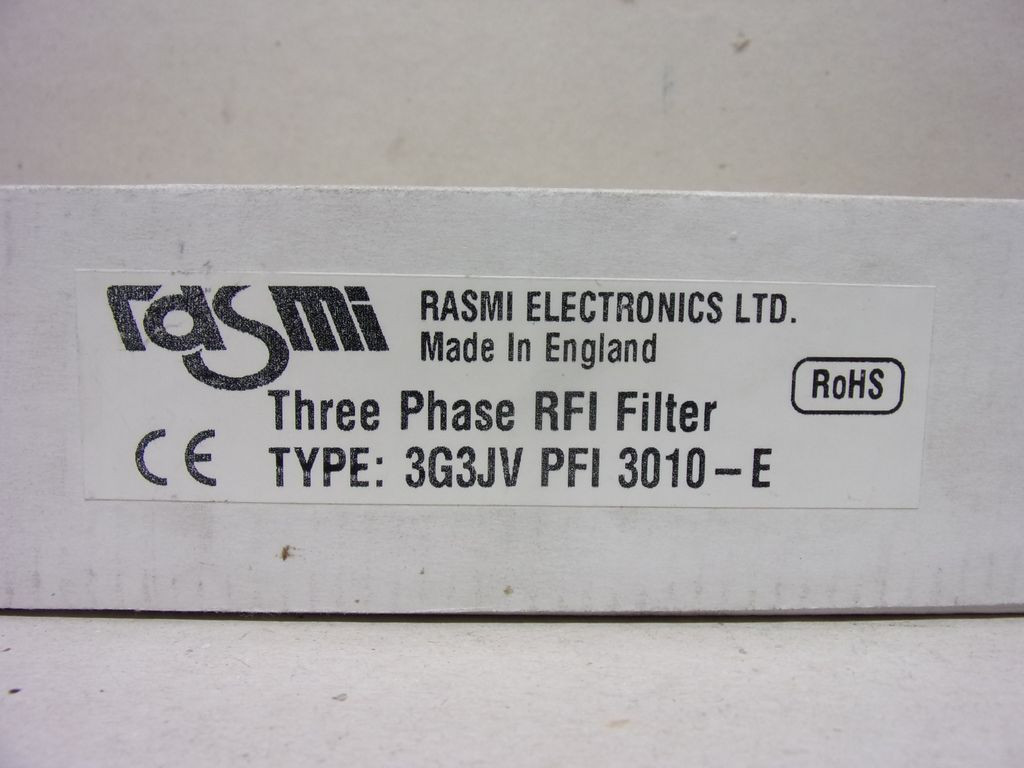 rasmi
RASMI ELECTRONICS LTD.
Made In England
RoHS
Three Phase RFI Filter
CE
TYPE: 3G3JV PFI 3010-E